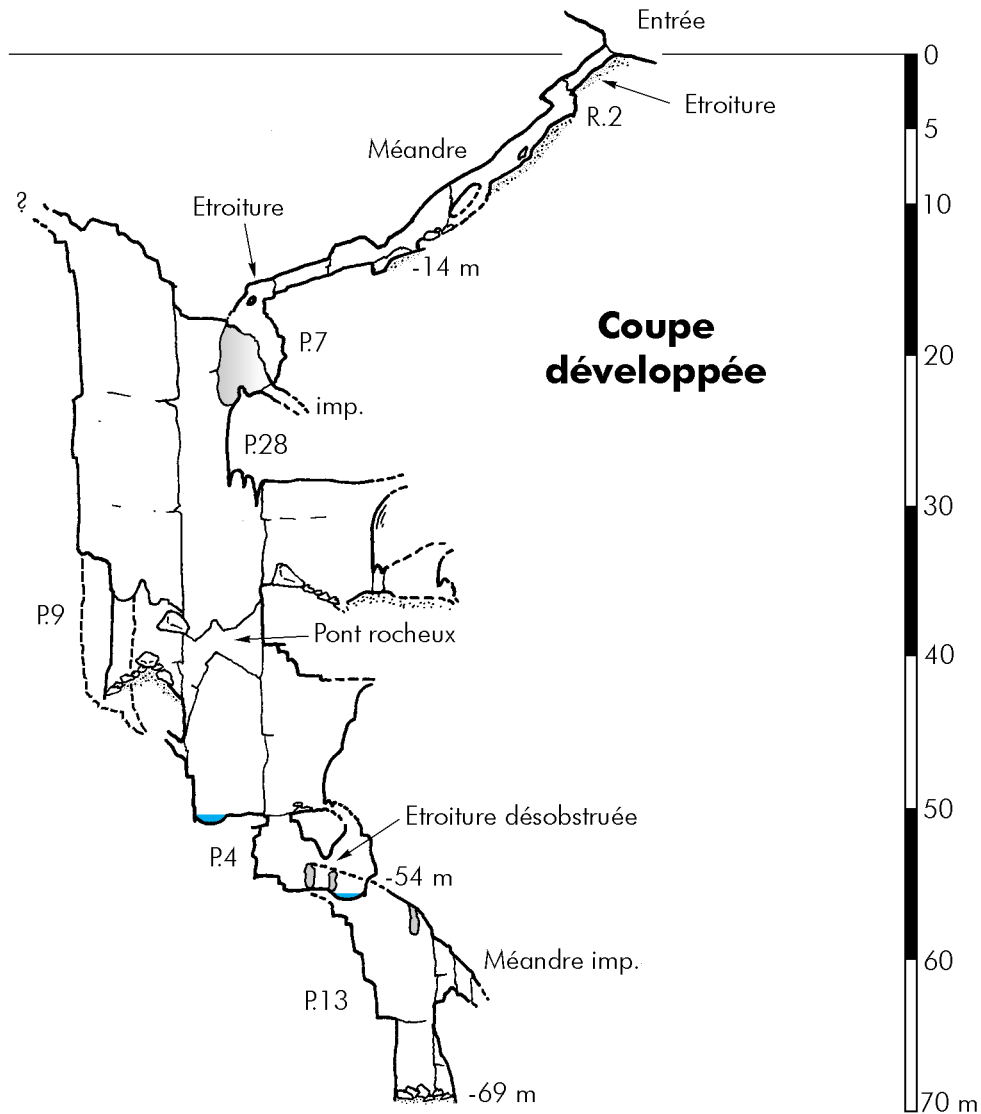 Entrée
0
Etroiture
R.2
5
Méandre
?
Etroiture
10
-14 m
Coupe
développée
P.7
20
imp.
P.28
30
P.9
Pont rocheux
40
50
Etroiture désobstruée
P.4
-54 m
60
Méandre imp.
P.13
-69 m
70 m